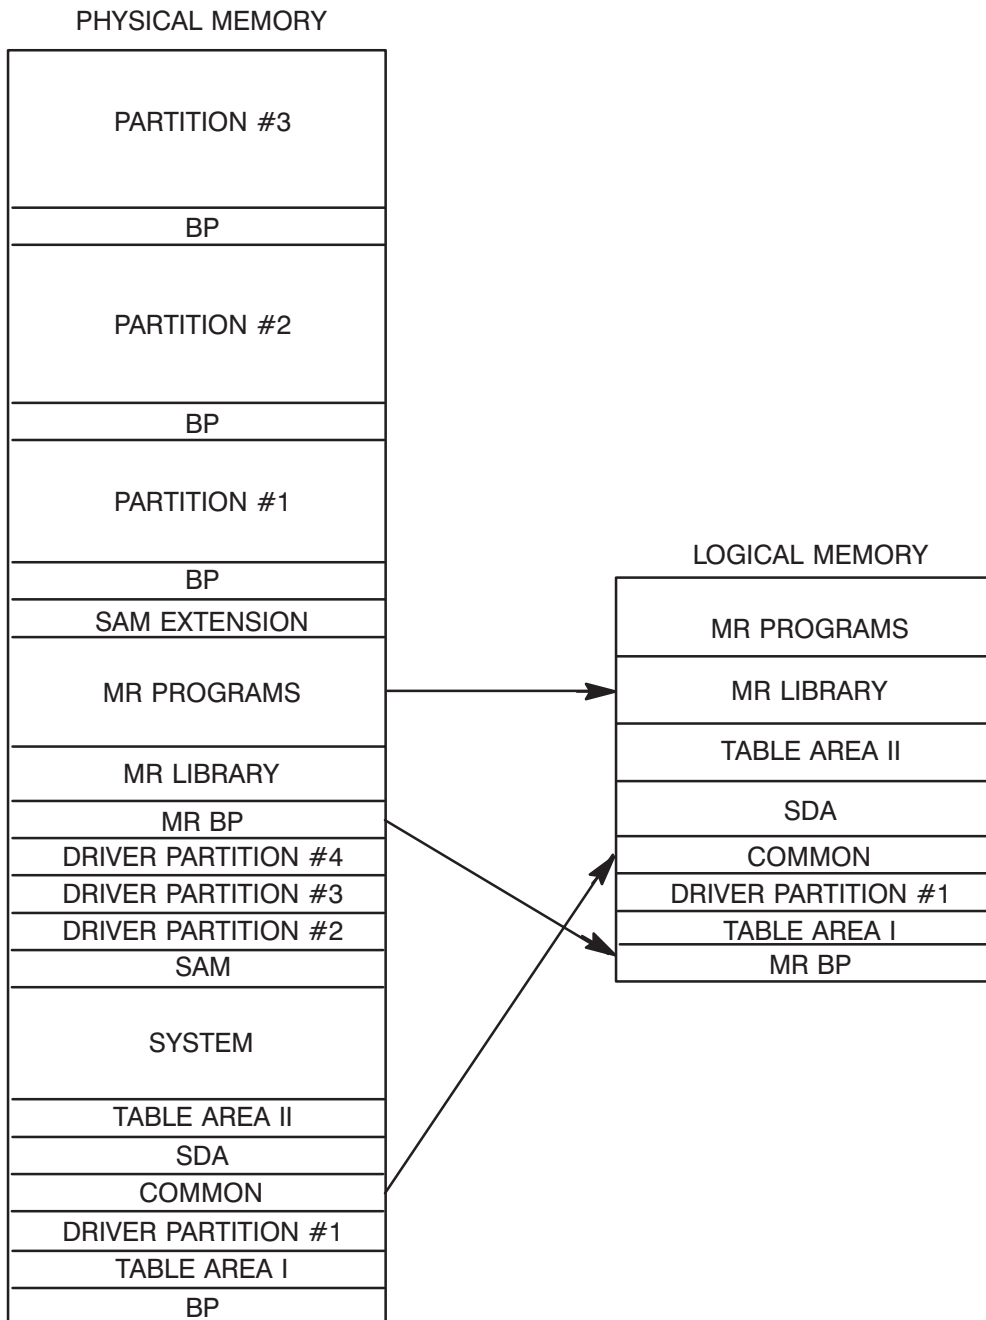 PHYSICAL MEMORY
PARTITION #3
BP
PARTITION #2
BP
PARTITION #1
BP
SAM EXTENSION
MR PROGRAMS
MR LIBRARY
MR BP
DRIVER PARTITION #4
DRIVER PARTITION #3
DRIVER PARTITION #2
SAM
SYSTEM
TABLE AREA II
SDA
COMMON
DRIVER PARTITION #1
TABLE AREA I
BP
LOGICAL MEMORY
MR PROGRAMS
MR LIBRARY
TABLE AREA II
SDA
COMMON
DRIVER PARTITION #1
TABLE AREA I
MR BP